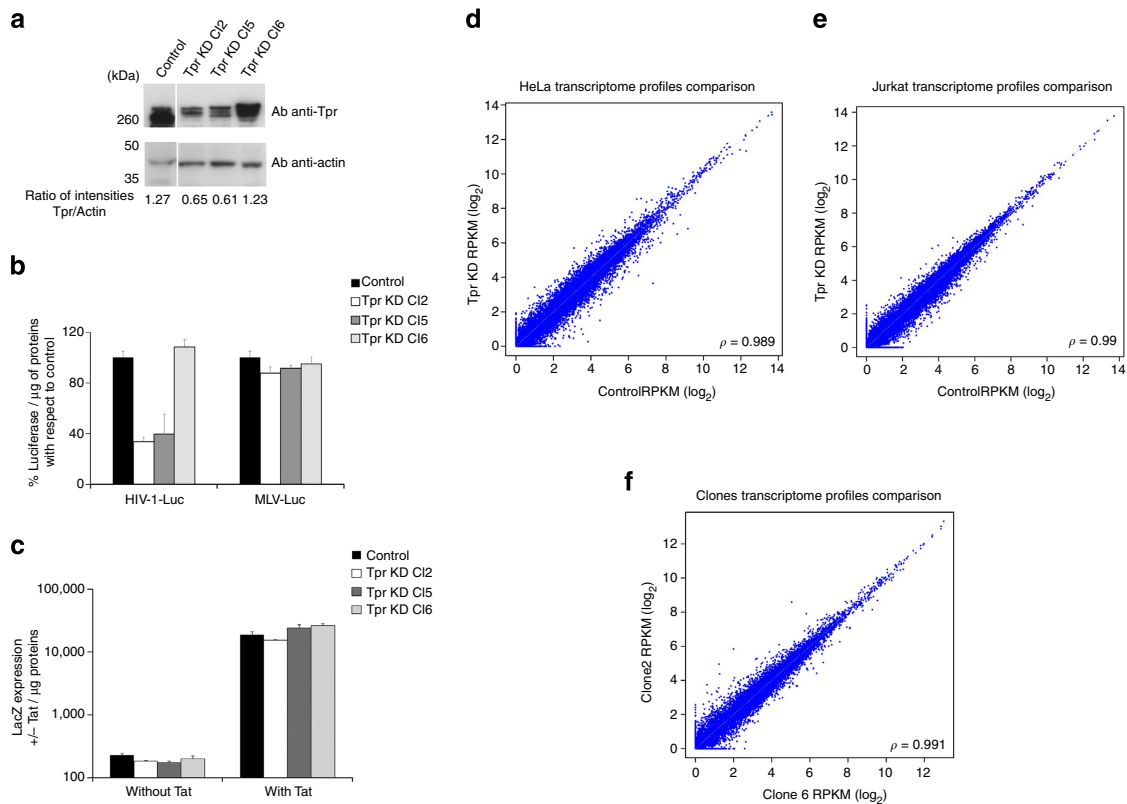 a
Control
Tpr KD Cl2
Tpr KD Cl5
Tpr KD Cl6
(kDa)
260
Ab anti-Tpr
50
35
Ab anti-actin
Ratio of intensities
Tpr/Actin
1.27 0.65 0.61 1.23
b
Control
Tpr KD Cl2
Tpr KD Cl5
Tpr KD Cl6
% Luciferase / μg of proteins
with respect to control
120
80
40
0
HIV-1-Luc MLV-Luc
c
Control
Tpr KD Cl2
Tpr KD Cl5
Tpr KD Cl6
LacZ expression
+/– Tat / μg proteins
100,000
10,000
1,000
100
Without Tat With Tat
d
HeLa transcriptome profiles comparison
Tpr KD RPKM (log2)
14
12
10
8
6
4
2
0
ρ = 0.989
0 2 4 6 8 10 12 14
ControlRPKM (log2)
e
Jurkat transcriptome profiles comparison
Tpr KD RPKM (log2)
14
12
10
8
6
4
2
0
ρ = 0.99
0 2 4 6 8 10 12 14
ControlRPKM (log2)
f
Clones transcriptome profiles comparison
Clone2 RPKM (log2)
12
10
8
6
4
2
0
ρ = 0.991
0 2 4 6 8 10 12
Clone 6 RPKM (log2)